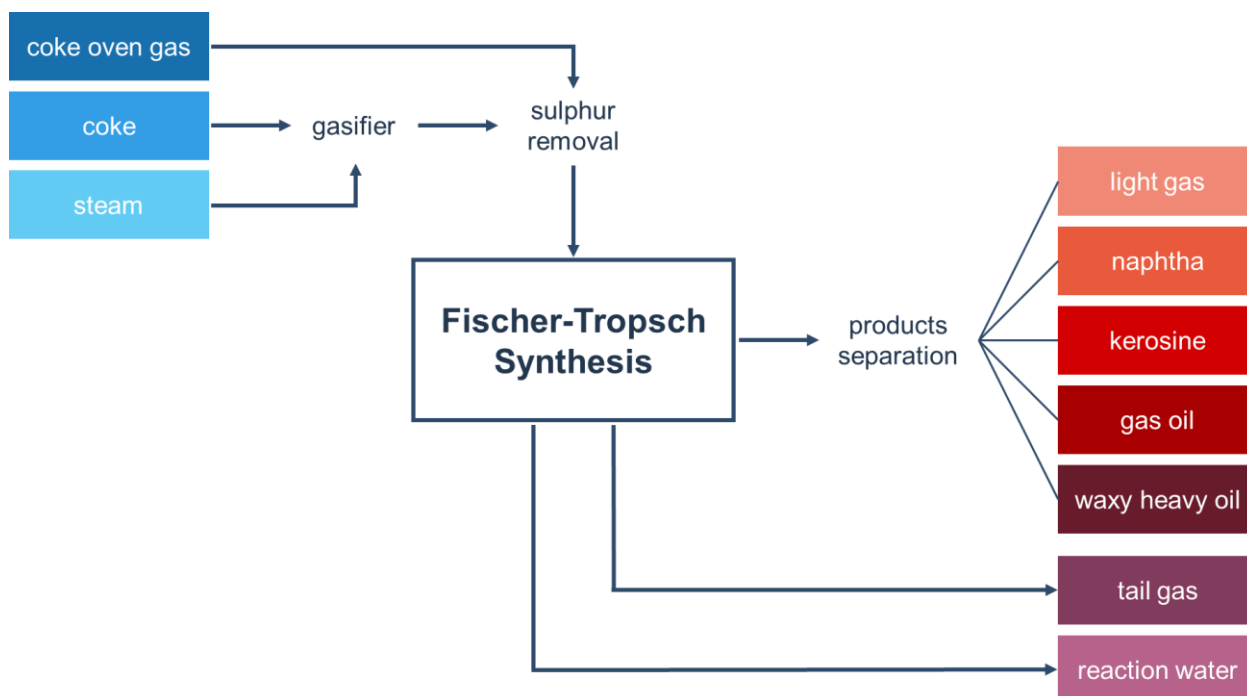 coke oven gas
coke
gasifier
sulphur
removal
steam
light gas
naphtha
Fischer-Tropsch
Synthesis
products
separation
kerosine
gas oil
waxy heavy oil
tail gas
reaction water